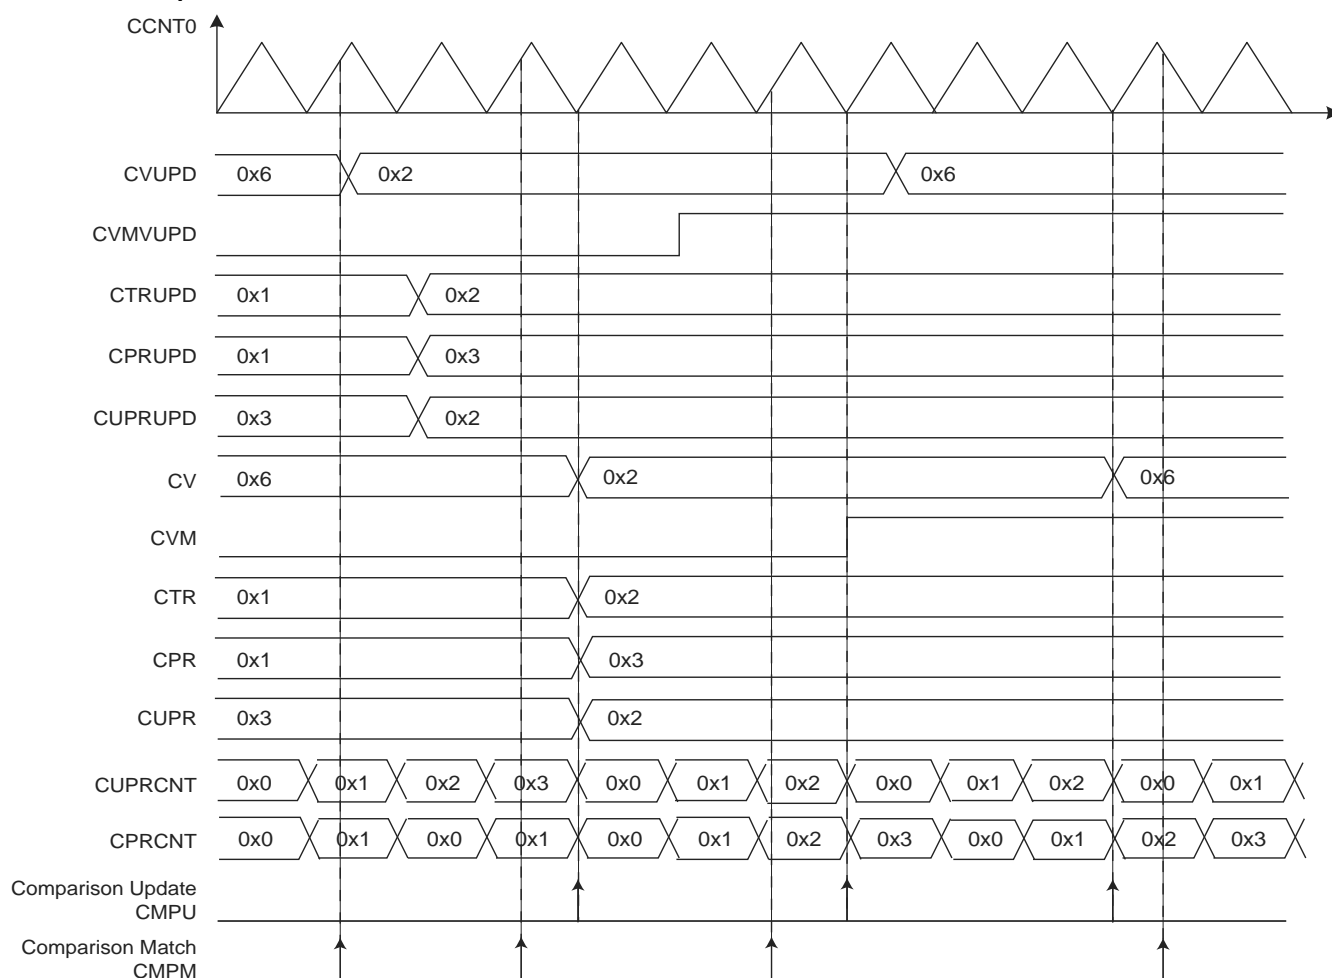 CCNT0
CVUPD 0x6 0x2 0x6
CVMVUPD
CTRUPD 0x1 0x2
CPRUPD 0x1 0x3
CUPRUPD 0x3 0x2
CV 0x6 0x2 0x6
CVM
CTR 0x1 0x2
CPR 0x1 0x3
CUPR 0x3 0x2
CUPRCNT 0x0 0x1 0x2 0x3 0x0 0x1 0x2 0x0 0x1 0x2 0x0 0x1
CPRCNT 0x0 0x1 0x0 0x1 0x0 0x1 0x2 0x3 0x0 0x1 0x2 0x3
Comparison Update
CMPU
Comparison Match
CMPM